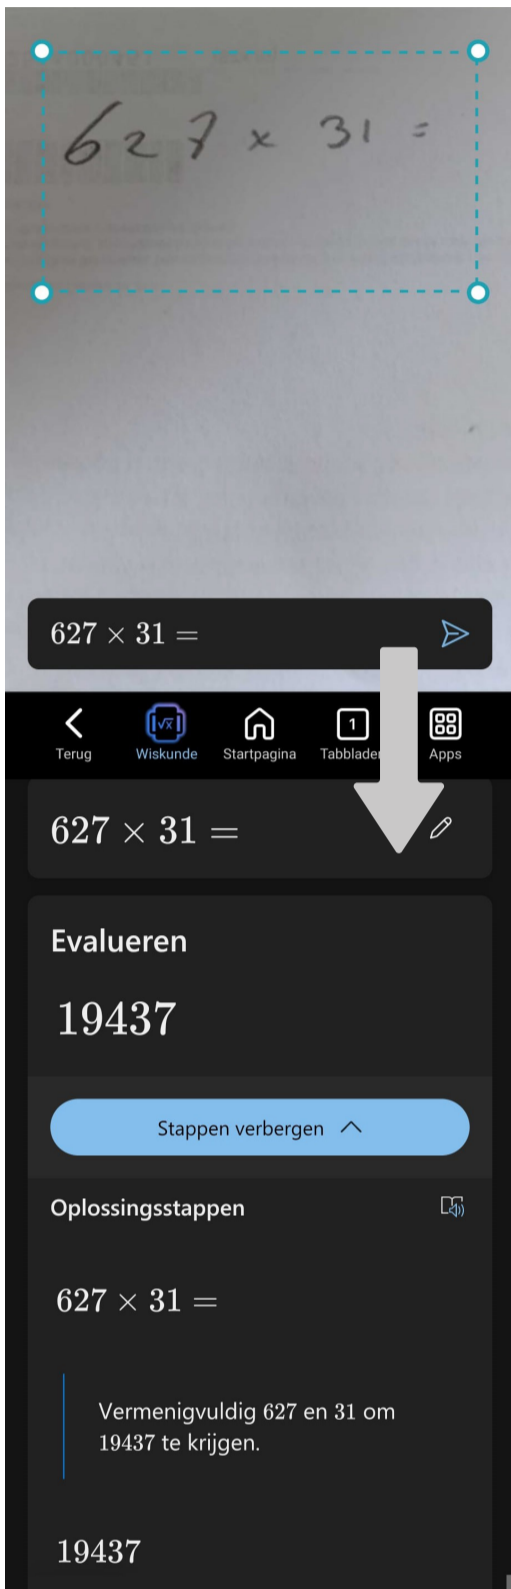 627 × 31 =
627 × 31 =
1
Terug Wiskunde Startpagina Tabbladen Apps
627 × 31 =
Evalueren
19437
Stappen verbergen
Oplossingsstappen
627 × 31 =
Vermenigvuldig 627 en 31 om
19437 te krijgen.
19437